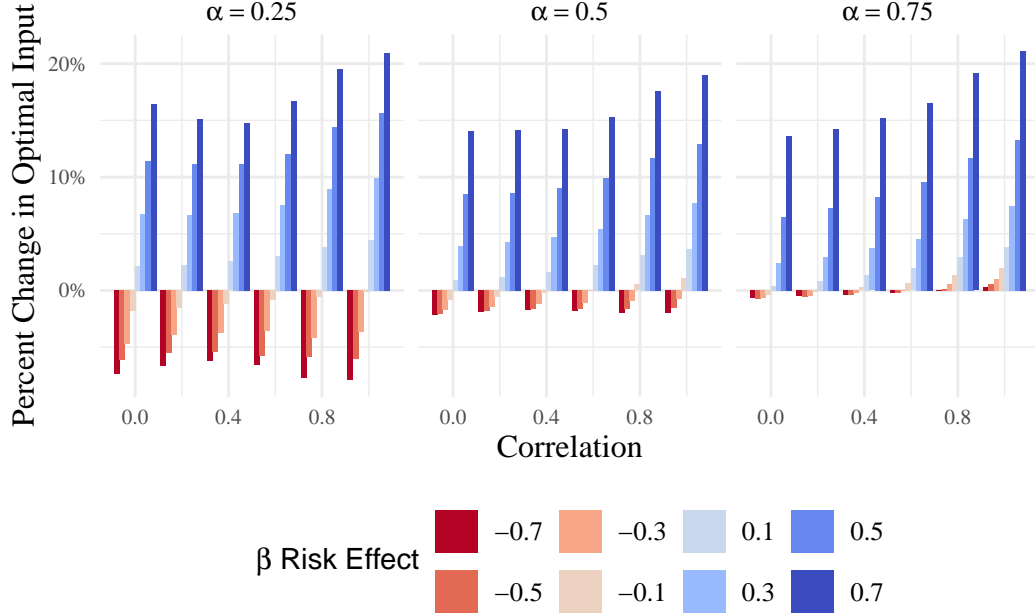 α = 0.25 α = 0.5 α = 0.75
Percent Change in Optimal Input
20%
10%
0%
0.0 0.4 0.8 0.0 0.4 0.8 0.0 0.4 0.8
Correlation
β Risk Effect
−0.7 −0.3 0.1 0.5
−0.5 −0.1 0.3 0.7